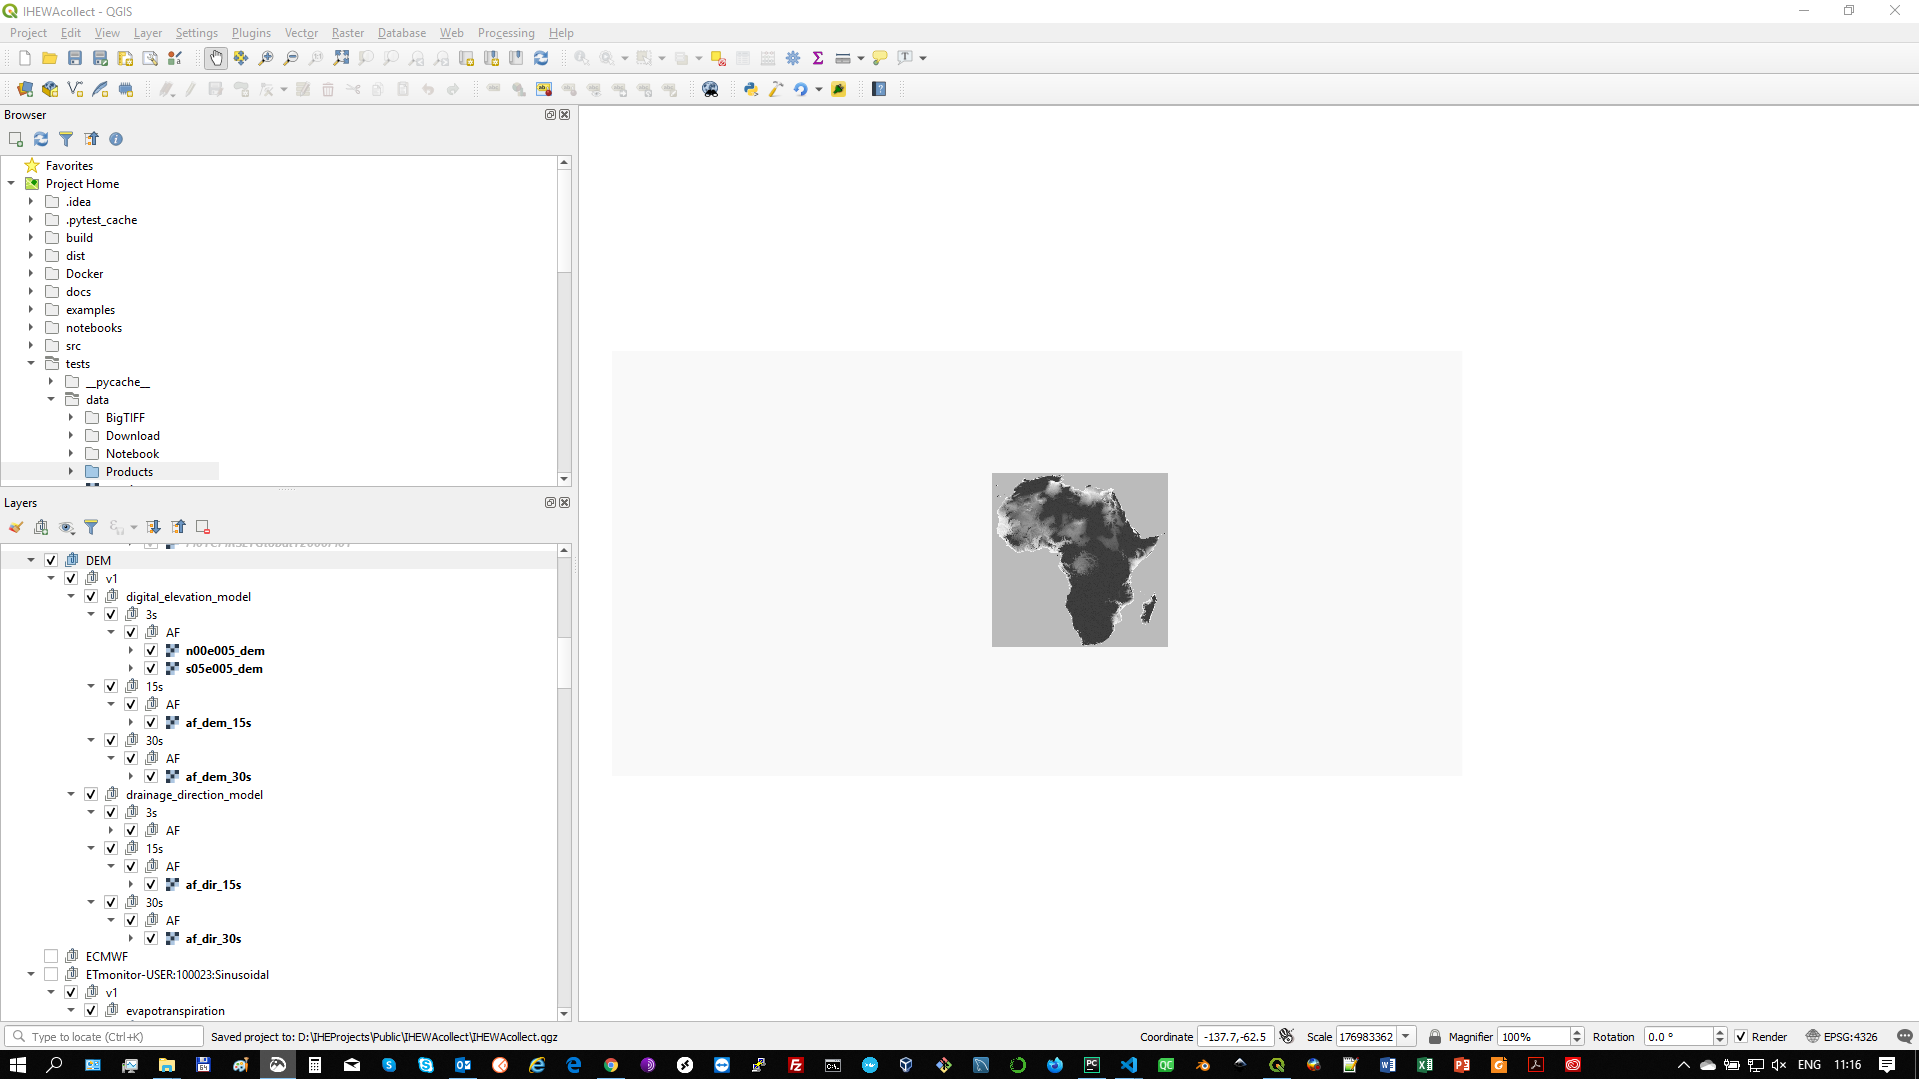 IHEWAcollect - QGIS
Project Edit View Layer Settings Plugins Vector Raster Database Web Processing Help
Browser
Favorites
Project Home
.idea
.pytest_cache
build
dist
Docker
docs
examples
notebooks
src
tests
__pycache__
data
BigTIFF
Download
Notebook
Products
Layers
DEM
v1
digital_elevation_model
3s
AF
n00e005_dem
s05e005_dem
15s
AF
af_dem_15s
30s
AF
af_dem_30s
drainage_direction_model
3s
AF
15s
AF
af_dir_15s
30s
AF
af_dir_30s
ECMWF
ETmonitor-USER:100023:Sinusoidal
v1
evapotranspiration
Type to locate (Ctrl+K) Saved project to: D:\IHEProjects\Public\IHEWAcollect\IHEWAcollect.qgz Coordinate -137.7,-62.5 Scale 176983362 Magnifier 100% Rotation 0.0 ° Render EPSG:4326
ENG 11:16